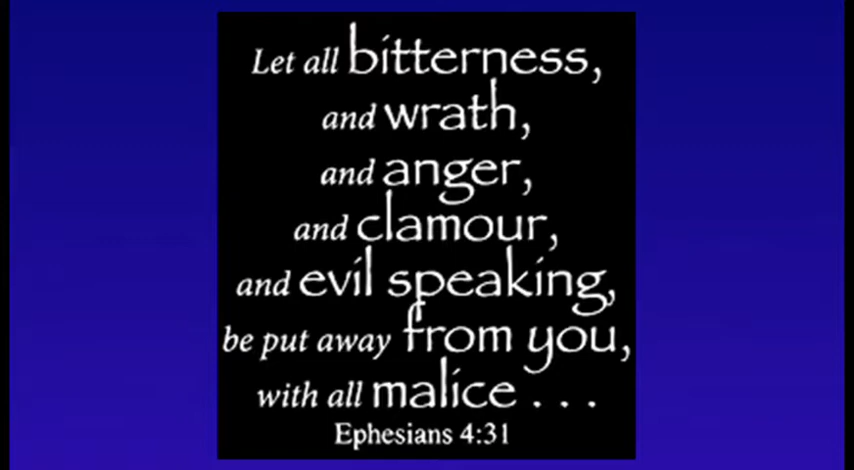 Let all bitterness,
and wrath,
and anger,
and clamour,
and evil speaking,
be put away from you,
with all malice . . .
Ephesians 4:31